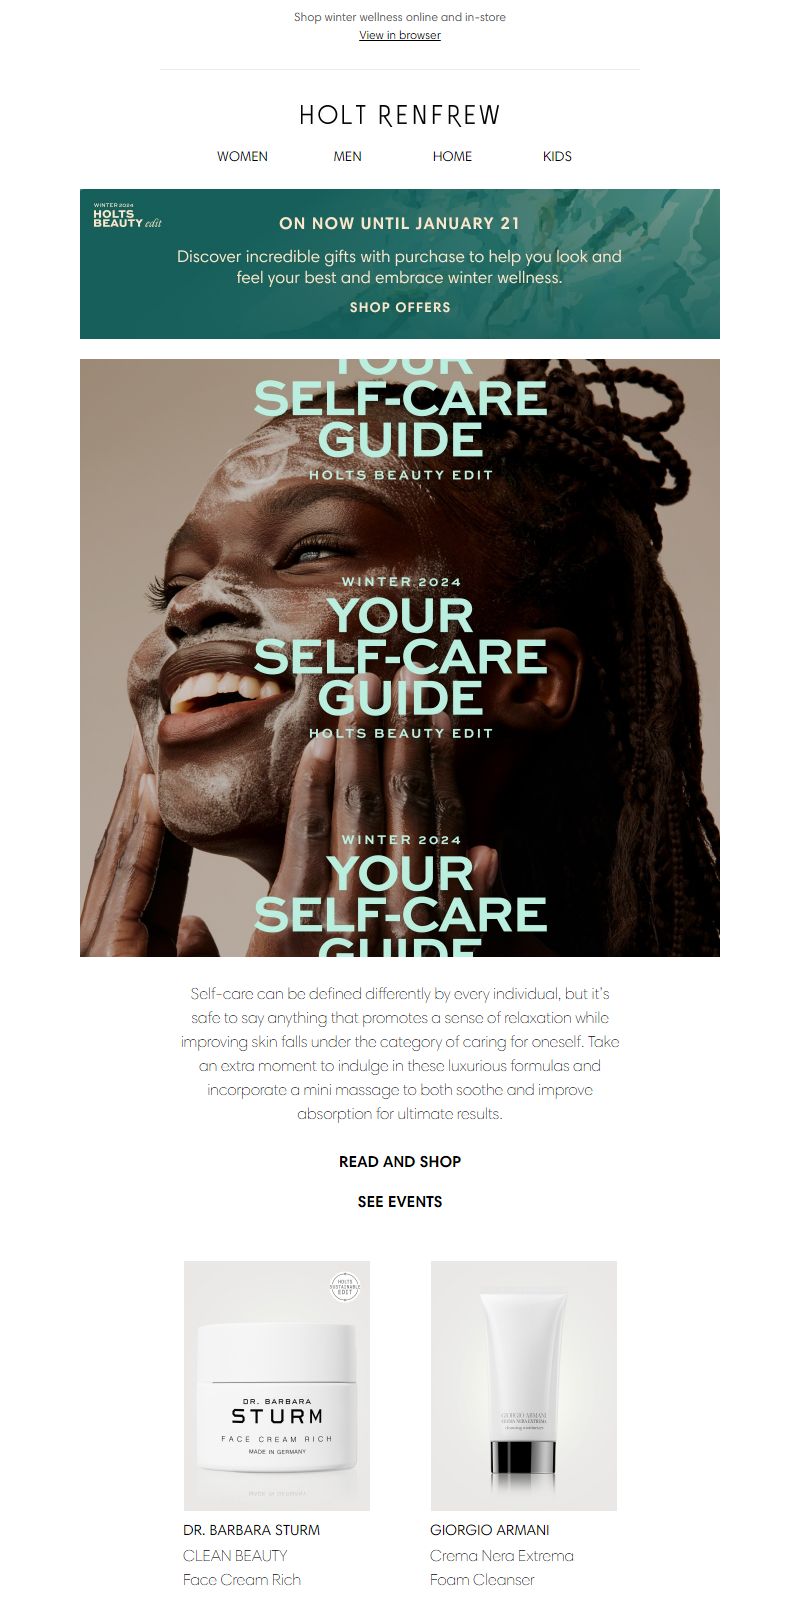 Shop winter wellness online and in-store
View in browser
HOLT RENFREW
WOMEN MEN HOME KIDS
WINTER 2024
HOLTS
BEAUTY edit
ON NOW UNTIL JANUARY 21
Discover incredible gifts with purchase to help you look and
feel your best and embrace winter wellness.
SHOP OFFERS
YOUR
SELF-CARE
GUIDE
HOLTS BEAUTY EDIT
WINTER 2024
YOUR
SELF-CARE
GUIDE
HOLTS BEAUTY EDIT
WINTER 2024
YOUR
SELF-CARE
GUIDE
Self-care can be defined differently by every individual, but it's
safe to say anything that promotes a sense of relaxation while
improving skin falls under the category of caring for oneself. Take
an extra moment to indulge in these luxurious formulas and
incorporate a mini massage to both soothe and improve
absorption for ultimate results.
READ AND SHOP
SEE EVENTS
HOLTS
SUSTAINABLE
EDIT
DR. BARBARA
STURM
FACE CREAM RICH
MADE IN GERMANY
DR. BARBARA STURM
CLEAN BEAUTY
Face Cream Rich
GIORGIO ARMANI
CREMA NERA EXTREMA
GIORGIO ARMANI
Crema Nera Extrema
Foam Cleanser